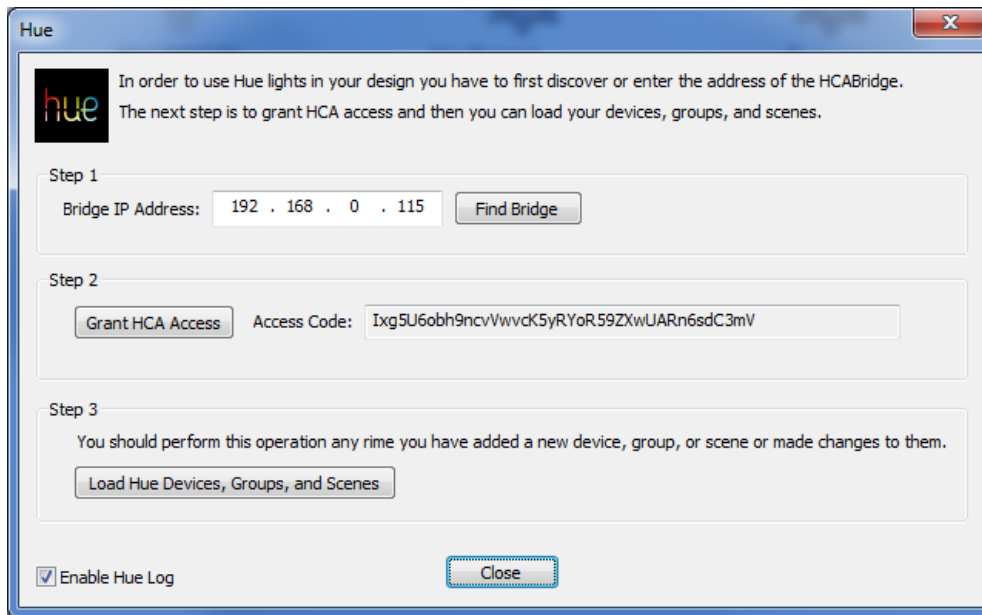 Hue
hue
In order to use Hue lights in your design you have to first discover or enter the address of the HCABridge.
The next step is to grant HCA access and then you can load your devices, groups, and scenes.
Step 1
Bridge IP Address: 192 . 168 . 0 . 115 Find Bridge
Step 2
Grant HCA Access Access Code: Ixg5U6obh9ncvVwvcK5yRYoR59ZXwUARn6sdC3mV
Step 3
You should perform this operation any rime you have added a new device, group, or scene or made changes to them.
Load Hue Devices, Groups, and Scenes
Enable Hue Log Close